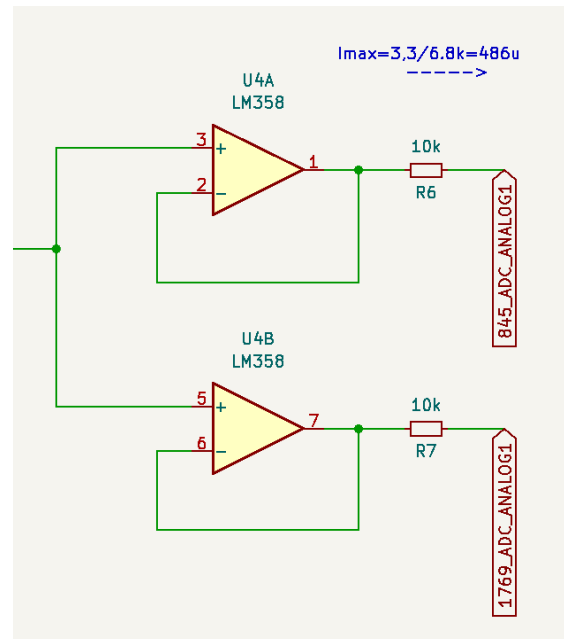 Imax=3,3/6.8k=486u
----->
U4A
LM358
3
+
1
2
−
10k
R6
845_ADC_ANALOG1
U4B
LM358
5
+
7
6
−
10k
R7
1769_ADC_ANALOG1